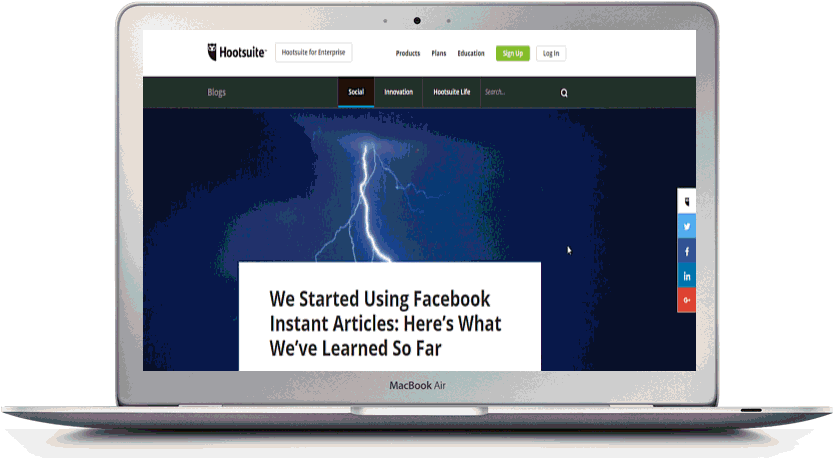 Hootsuite Hootsuite for Enterprise Products Plans Education Sign Up Log In
Blogs Social Innovation Hootsuite Life Search...
We Started Using Facebook
Instant Articles: Here's What
We've Learned So Far
MacBook Air